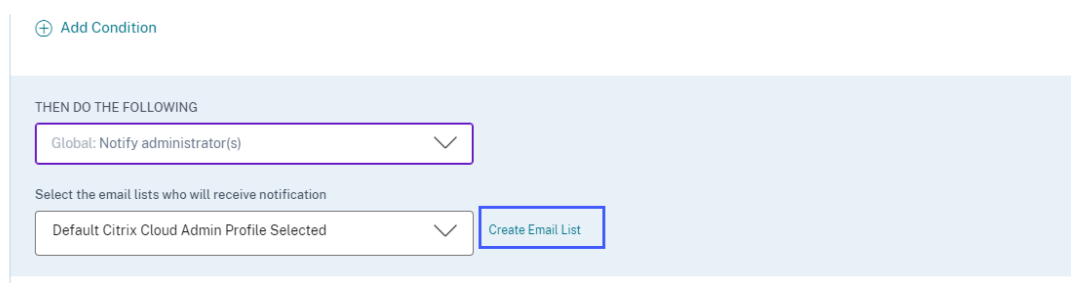 Add Condition
THEN DO THE FOLLOWING
Global: Notify administrator(s)
Select the email lists who will receive notification
Default Citrix Cloud Admin Profile Selected
Create Email List